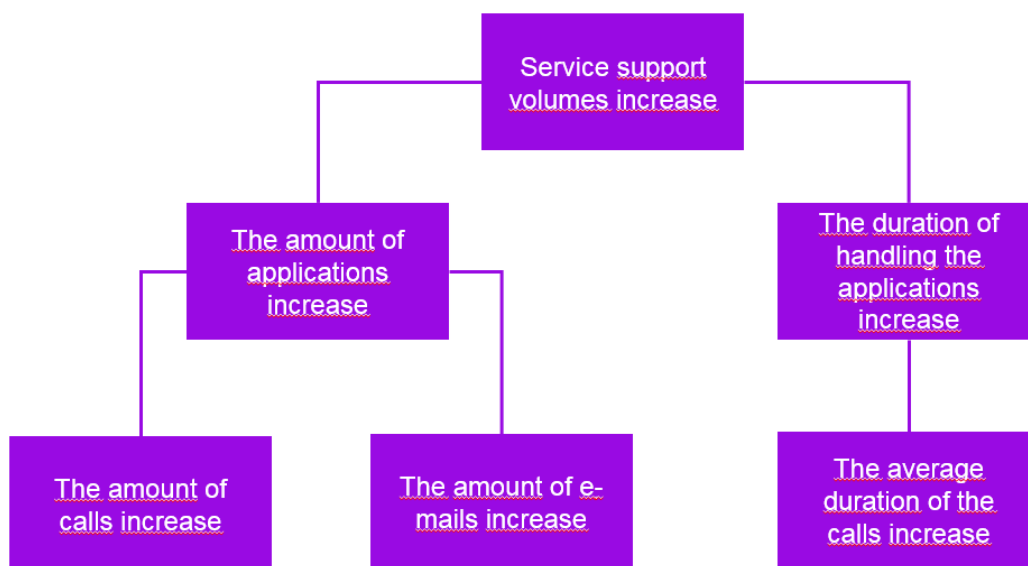 Service support
volumes increase
The amount of
applications
increase
The duration of
handling the
applications
increase
The amount of
calls increase
The amount of e-
mails increase
The average
duration of the
calls increase